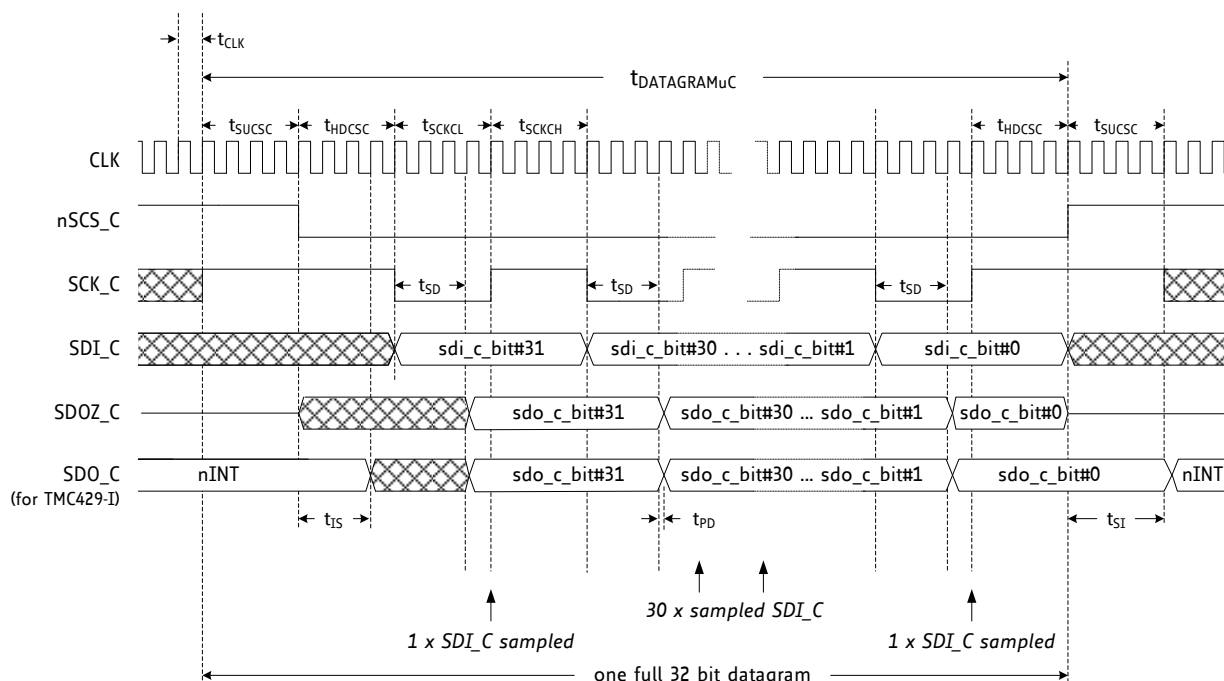 tCLK
tDATAGRAMuC
tSUCSC tHDCSC tSCKCL tSCKCH tHDCSC tSUCSC
CLK
nSCS_C
SCK_C tSD tSD tSD
SDI_C sdi_c_bit#31 sdi_c_bit#30 . . . sdi_c_bit#1 sdi_c_bit#0
SDOZ_C sdo_c_bit#31 sdo_c_bit#30 ... sdo_c_bit#1 sdo_c_bit#0
SDO_C nINT sdo_c_bit#31 sdo_c_bit#30 ... sdo_c_bit#1 sdo_c_bit#0 nINT
(for TMC429-I)
tIS tPD tSI
30 x sampled SDI_C
1 x SDI_C sampled 1 x SDI_C sampled
one full 32 bit datagram